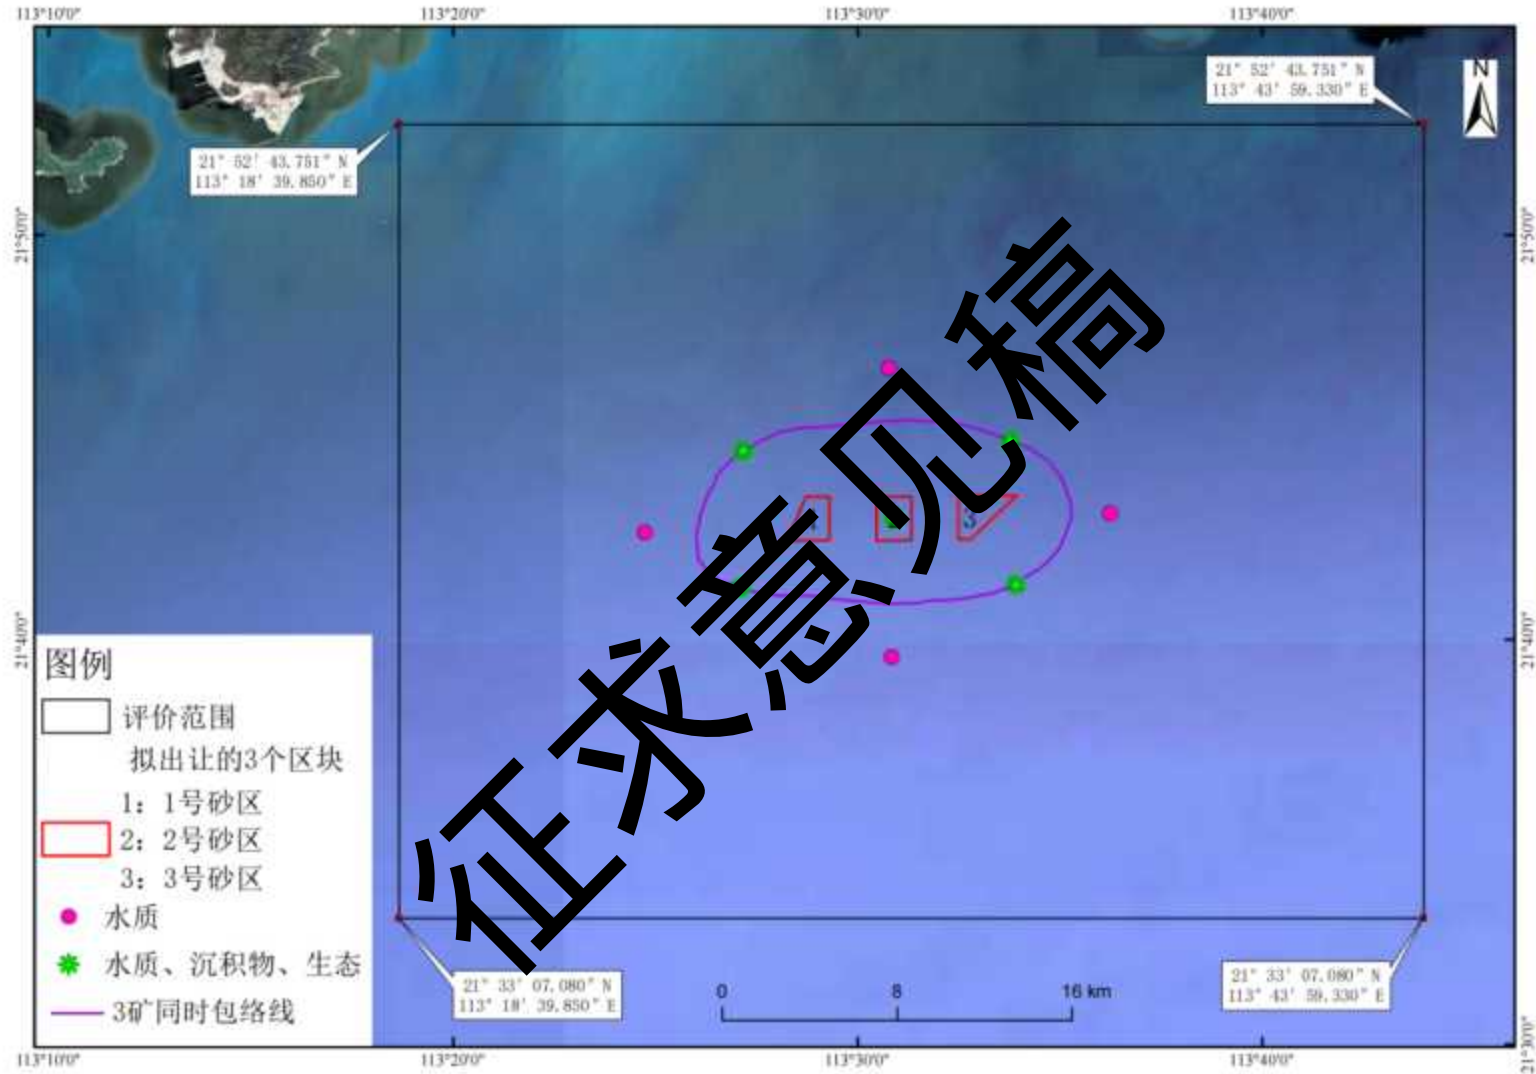 113°10'0"
113°20'0"
113°30'0"
113°40'0"
21° 52′ 43.751″ N
113° 43′ 59.330″ E
N
21° 52′ 43.751″ N
113° 18′ 39.850″ E
21°50'0"
21°50'0"
3
征求意见稿
21°40'0"
21°40'0"
图例
评价范围
拟出让的3个区块
1：1号砂区
2：2号砂区
3：3号砂区
水质
水质、沉积物、生态
3矿同时包络线
21° 33′ 07.080″ N
113° 18′ 39.850″ E
0 8 16 km
21° 33′ 07.080″ N
113° 43′ 59.330″ E
21°30'0"
113°10'0"
113°20'0"
113°30'0"
113°40'0"